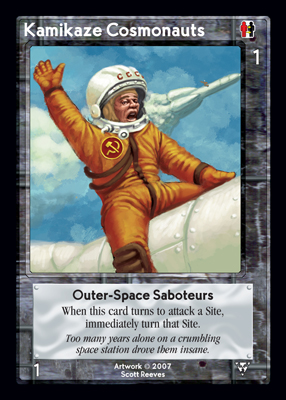 Kamikaze Cosmonauts
1
Outer-Space Saboteurs
When this card turns to attack a Site,
immediately turn that Site.
Too many years alone on a crumbling
space station drove them insane.
Artwork © 2007
Scott Reeves
1